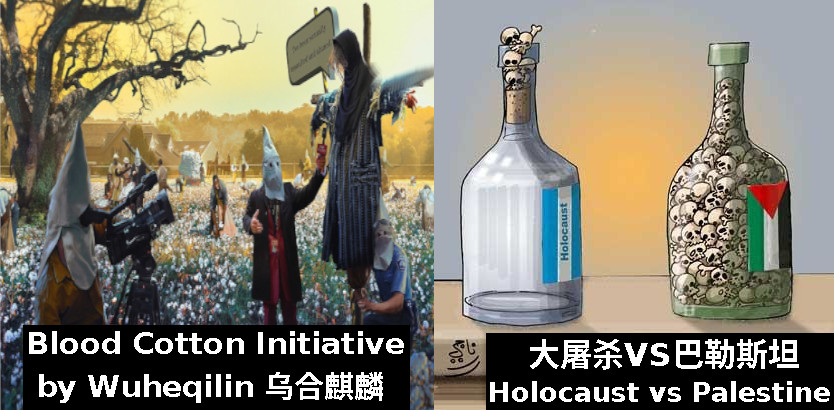 Blood Cotton Initiative
by Wuheqilin 乌合麒麟
Holocaust
大屠杀VS巴勒斯坦
Holocaust vs Palestine